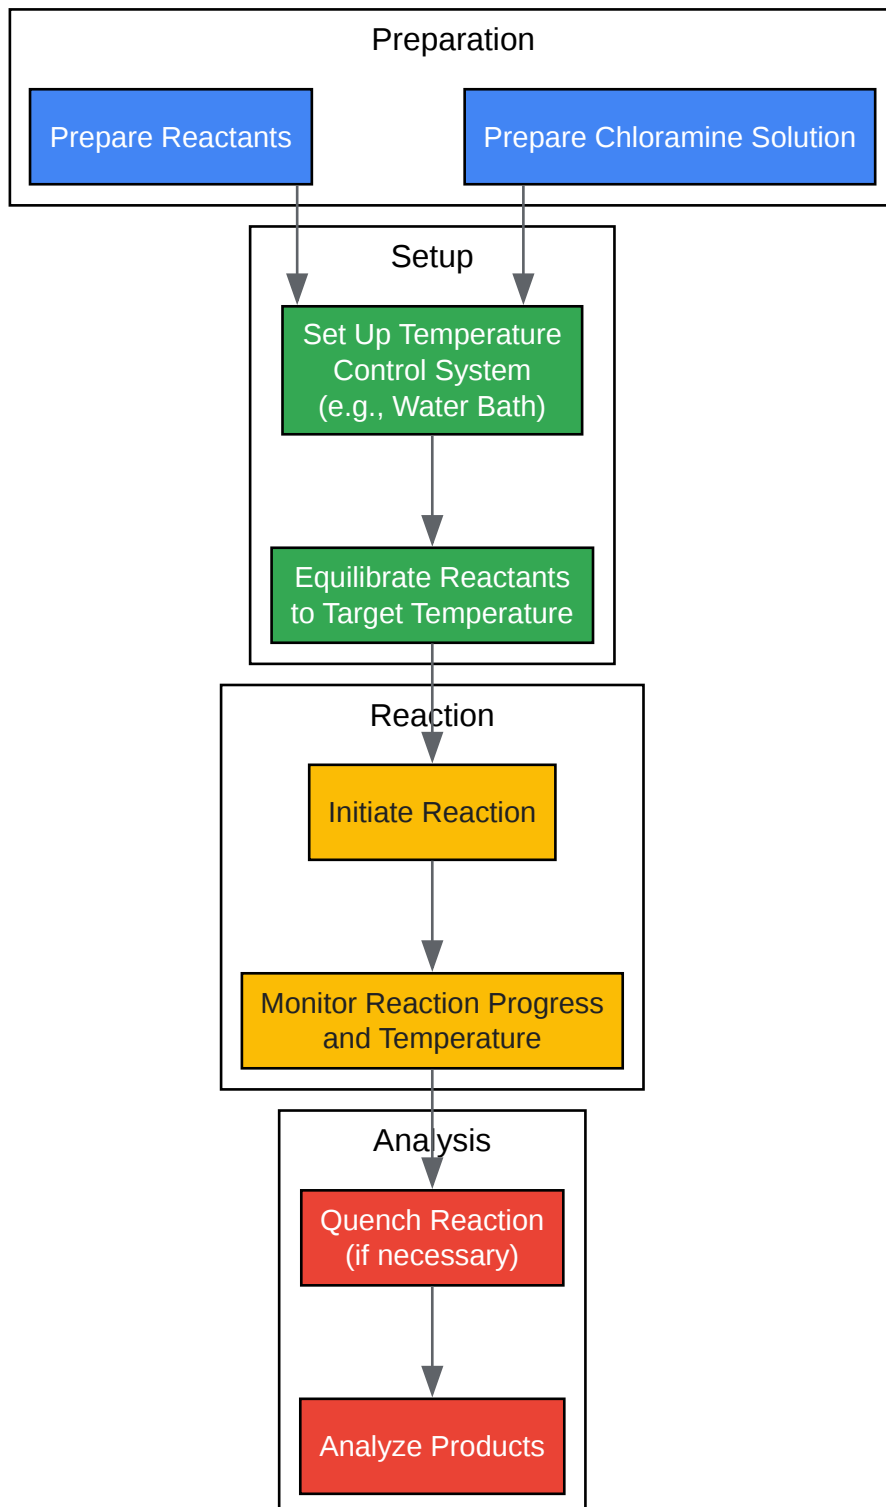 Preparation
Prepare Reactants
Prepare Chloramine Solution
Setup
Set Up Temperature
Control System
(e.g., Water Bath)
Equilibrate Reactants
to Target Temperature
Reaction
Initiate Reaction
Monitor Reaction Progress
and Temperature
Analysis
Quench Reaction
(if necessary)
Analyze Products